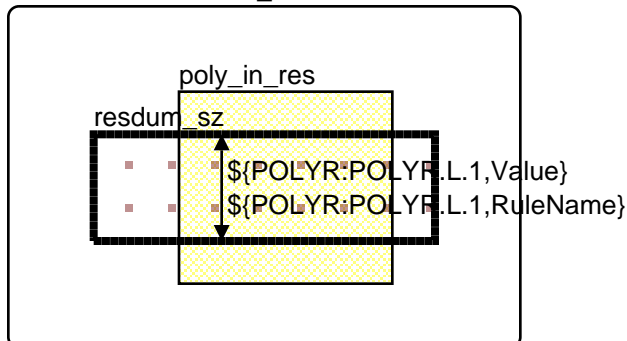 poly_in_res
resdum_sz
${POLYR:POLYR.L.1,Value}
${POLYR:POLYR.L.1,RuleName}